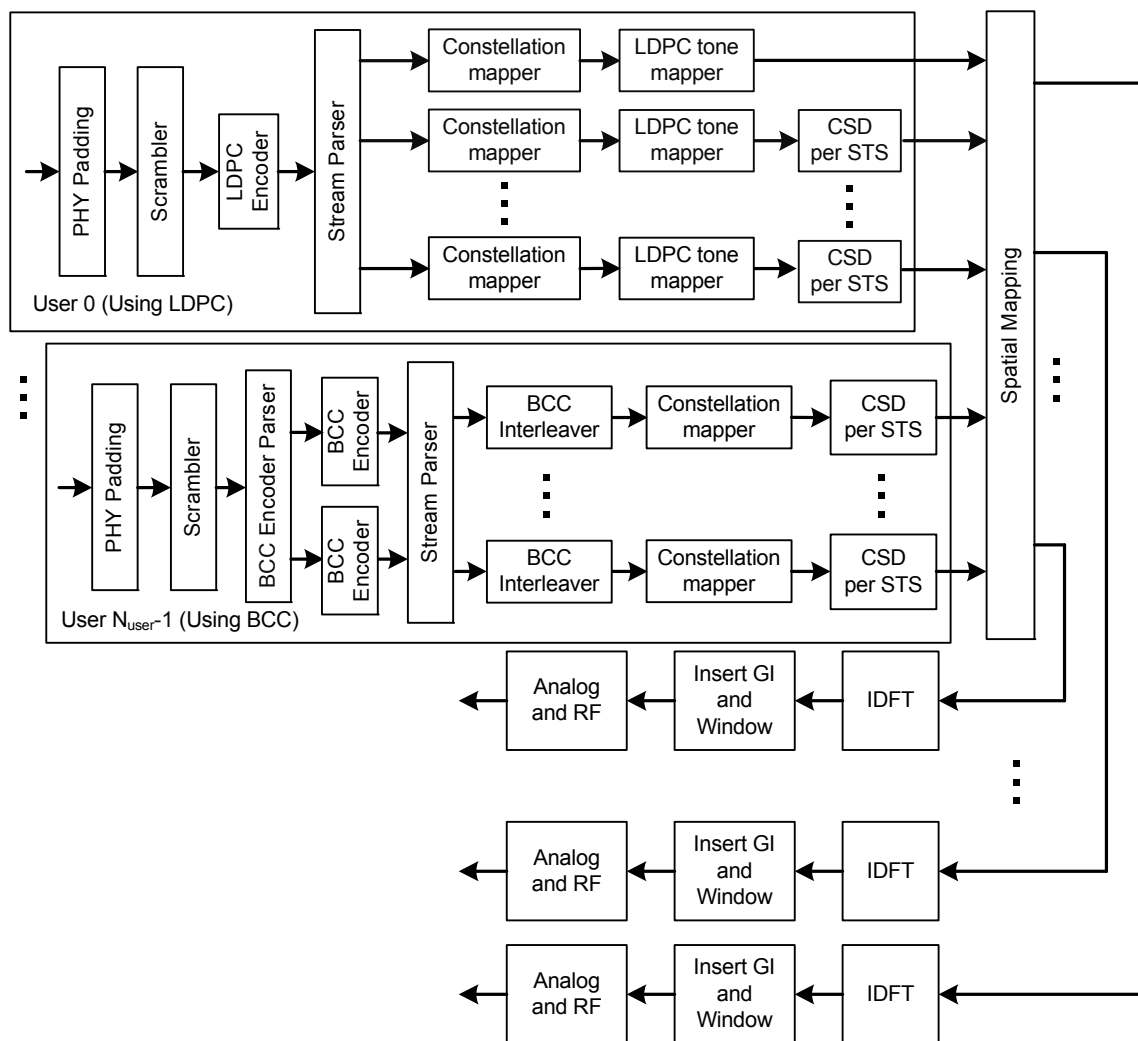 PHY Padding
Scrambler
LDPC
Encoder
Stream Parser
Constellation
mapper
LDPC tone
mapper
Constellation
mapper
LDPC tone
mapper
CSD
per STS
Constellation
mapper
LDPC tone
mapper
CSD
per STS
User 0 (Using LDPC)
Spatial Mapping
PHY Padding
Scrambler
BCC Encoder Parser
BCC
Encoder
BCC
Encoder
Stream Parser
BCC
Interleaver
Constellation
mapper
CSD
per STS
BCC
Interleaver
Constellation
mapper
CSD
per STS
User Nuser-1 (Using BCC)
Analog
and RF
Insert GI
and
Window
IDFT
Analog
and RF
Insert GI
and
Window
IDFT
Analog
and RF
Insert GI
and
Window
IDFT